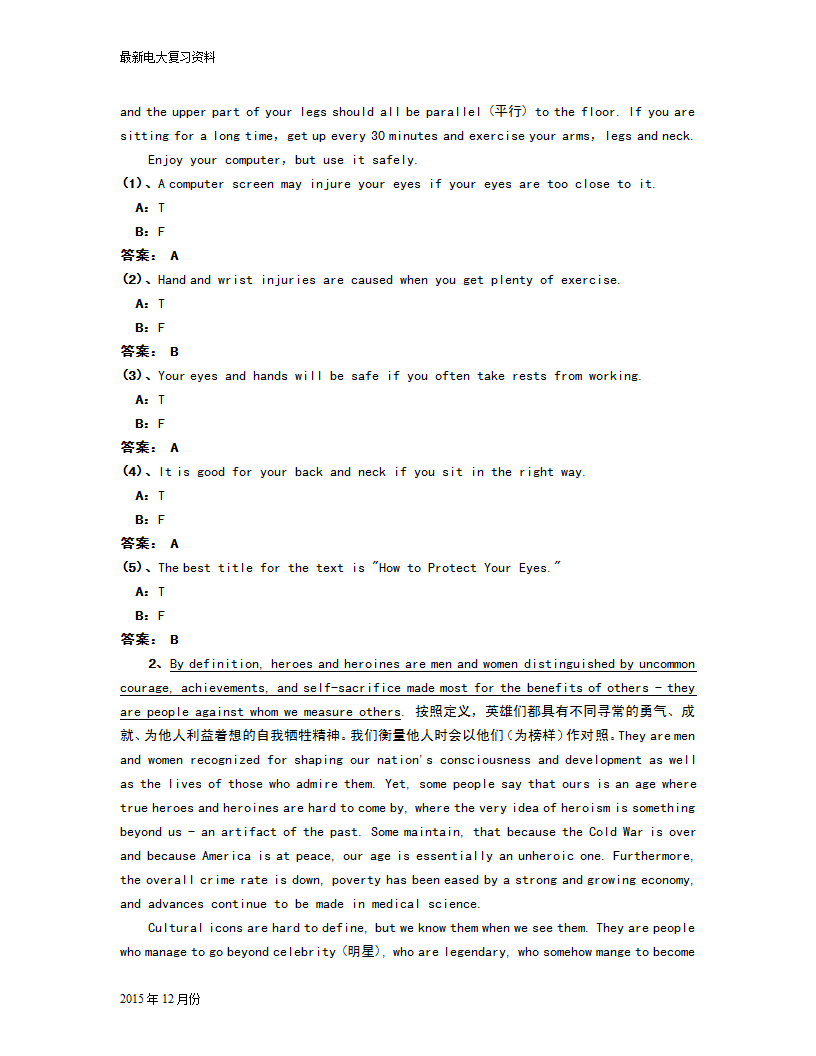 最新电大复习资料
and the upper part of your legs should all be parallel（平行）to the floor. If you are
sitting for a long time，get up every 30 minutes and exercise your arms，legs and neck.
Enjoy your computer，but use it safely.
(1)、A computer screen may injure your eyes if your eyes are too close to it.
A：T
B：F
答案： A
(2)、Hand and wrist injuries are caused when you get plenty of exercise.
A：T
B：F
答案： B
(3)、Your eyes and hands will be safe if you often take rests from working.
A：T
B：F
答案： A
(4)、It is good for your back and neck if you sit in the right way.
A：T
B：F
答案： A
(5)、The best title for the text is "How to Protect Your Eyes."
A：T
B：F
答案： B
2、By definition, heroes and heroines are men and women distinguished by uncommon
courage, achievements, and self-sacrifice made most for the benefits of others - they
are people against whom we measure others. 按照定义，英雄们都具有不同寻常的勇气、成
就、为他人利益着想的自我牺牲精神。我们衡量他人时会以他们（为榜样）作对照。They are men
and women recognized for shaping our nation's consciousness and development as well
as the lives of those who admire them. Yet, some people say that ours is an age where
true heroes and heroines are hard to come by, where the very idea of heroism is something
beyond us - an artifact of the past. Some maintain, that because the Cold War is over
and because America is at peace, our age is essentially an unheroic one. Furthermore,
the overall crime rate is down, poverty has been eased by a strong and growing economy,
and advances continue to be made in medical science.
Cultural icons are hard to define, but we know them when we see them. They are people
who manage to go beyond celebrity（明星）, who are legendary, who somehow mange to become
2015 年 12 月份